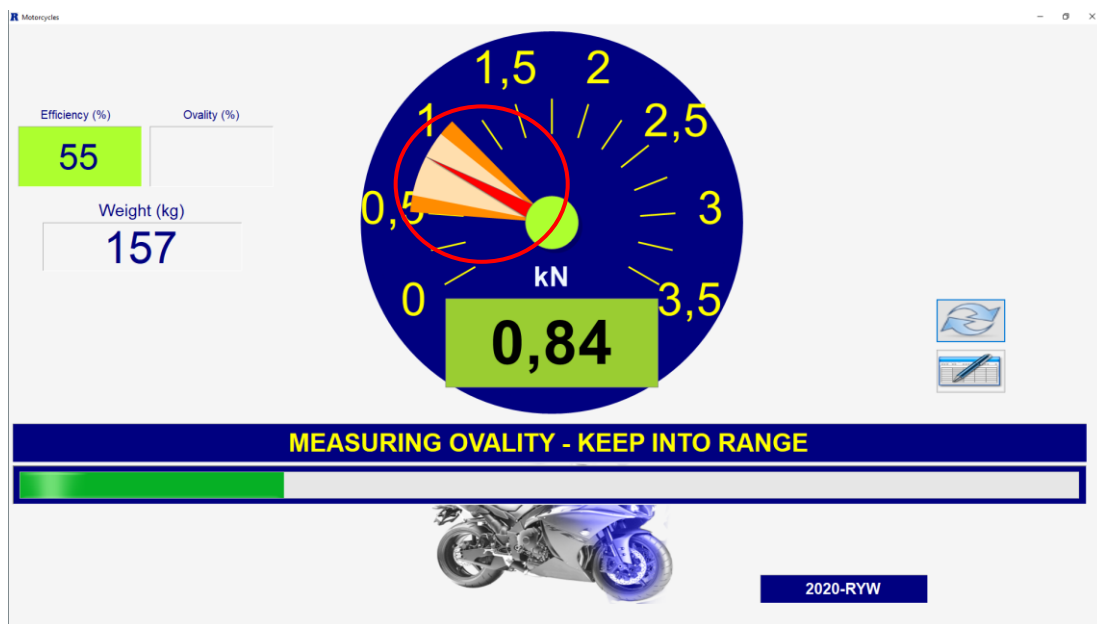 R Motorcycles
Efficiency (%)
Ovality (%)
55
Weight (kg)
157
0
0,5
1
1,5
2
2,5
3
3,5
kN
0,84
MEASURING OVALITY - KEEP INTO RANGE
2020-RYW